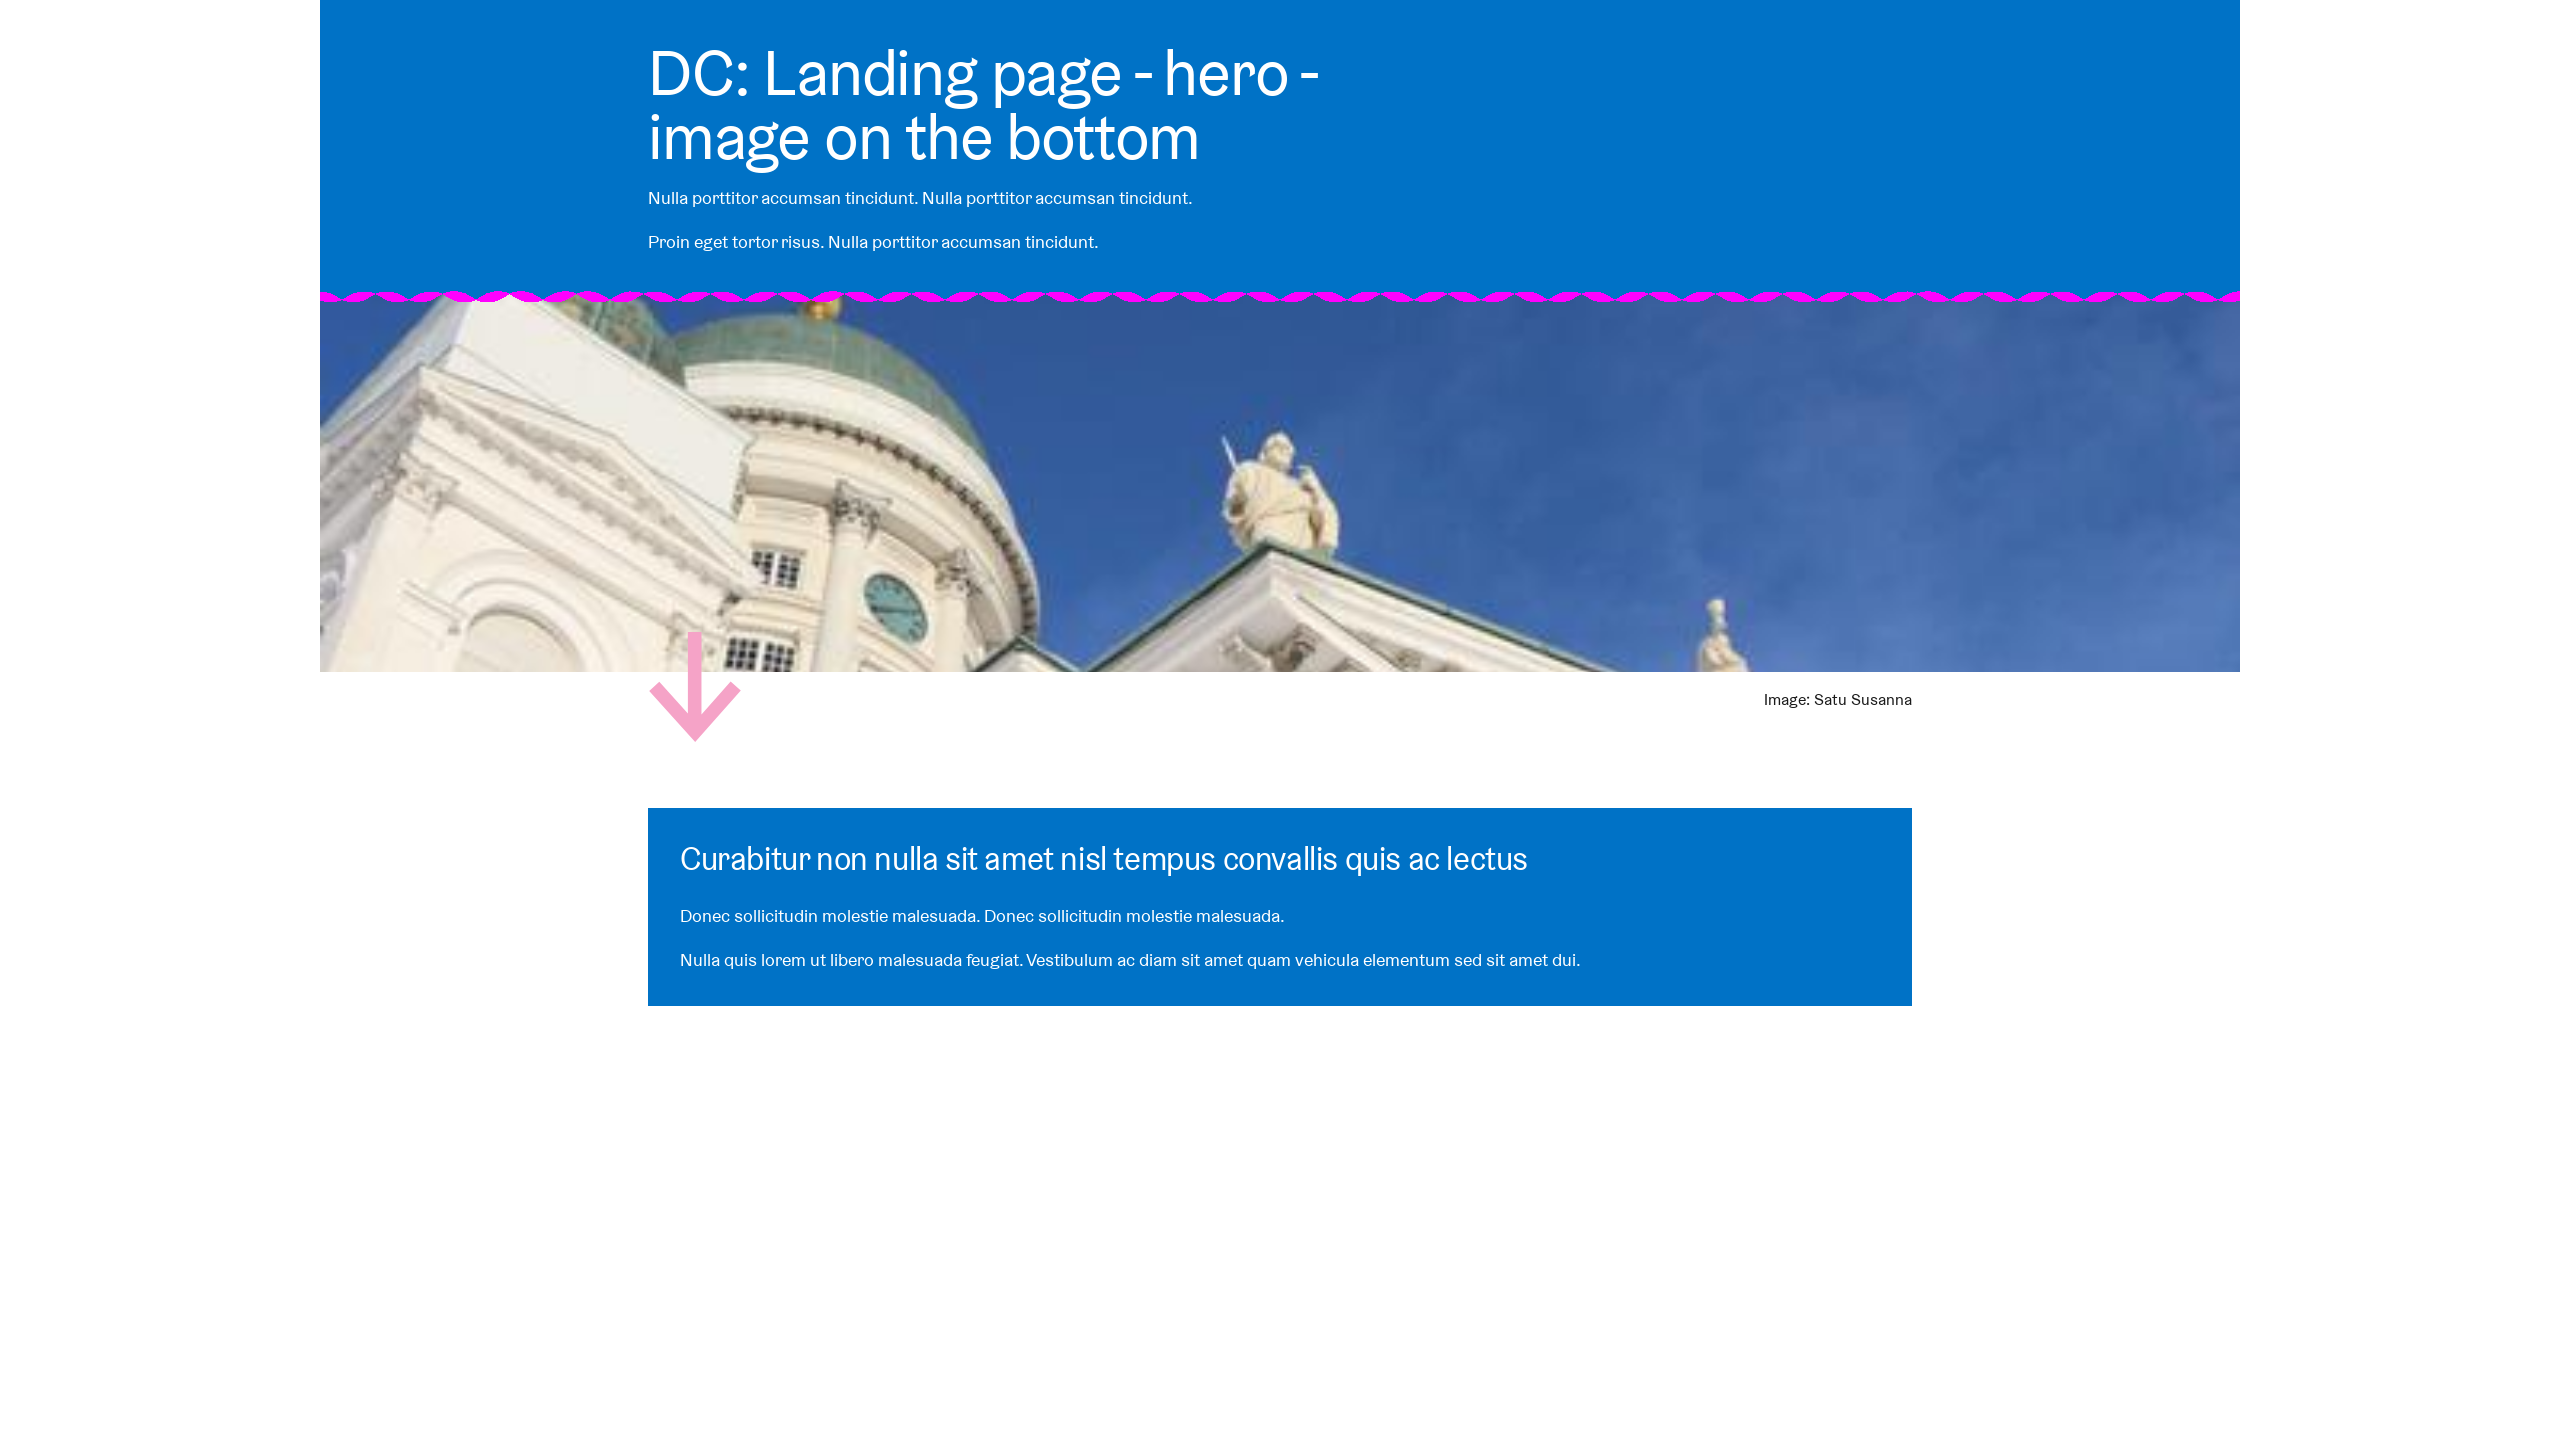 DC: Landing page - hero -
image on the bottom
Nulla porttitor accumsan tincidunt. Nulla porttitor accumsan tincidunt.
Proin eget tortor risus. Nulla porttitor accumsan tincidunt.
Image: Satu Susanna
Curabitur non nulla sit amet nisl tempus convallis quis ac lectus
Donec sollicitudin molestie malesuada. Donec sollicitudin molestie malesuada.
Nulla quis lorem ut libero malesuada feugiat. Vestibulum ac diam sit amet quam vehicula elementum sed sit amet dui.